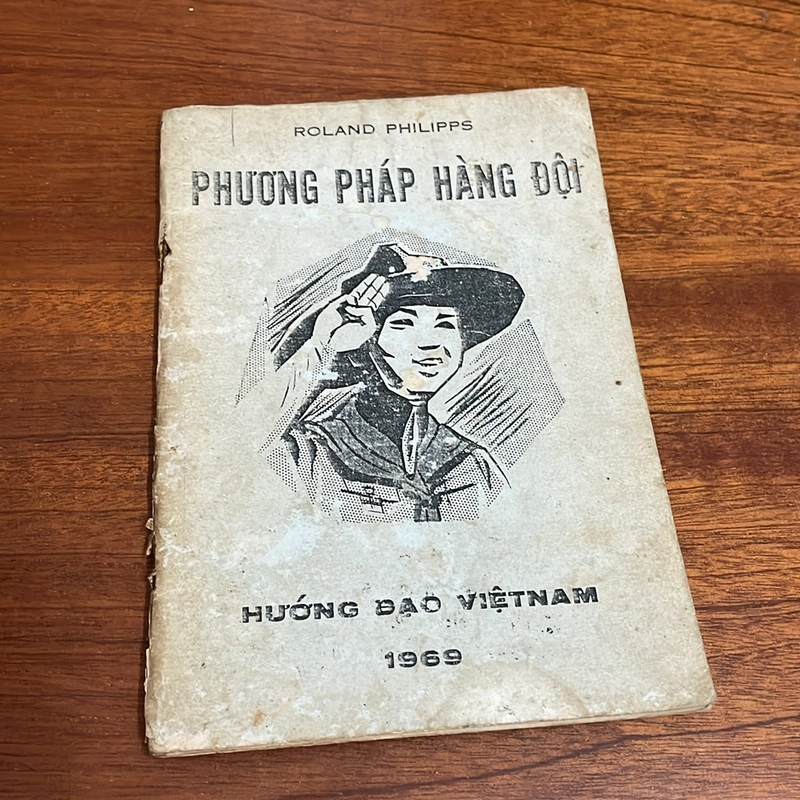 ROLAND PHILIPPS
PHƯƠNG PHÁP HÀNG ĐỘI
HƯỚNG ĐẠO VIỆTNAM
1969